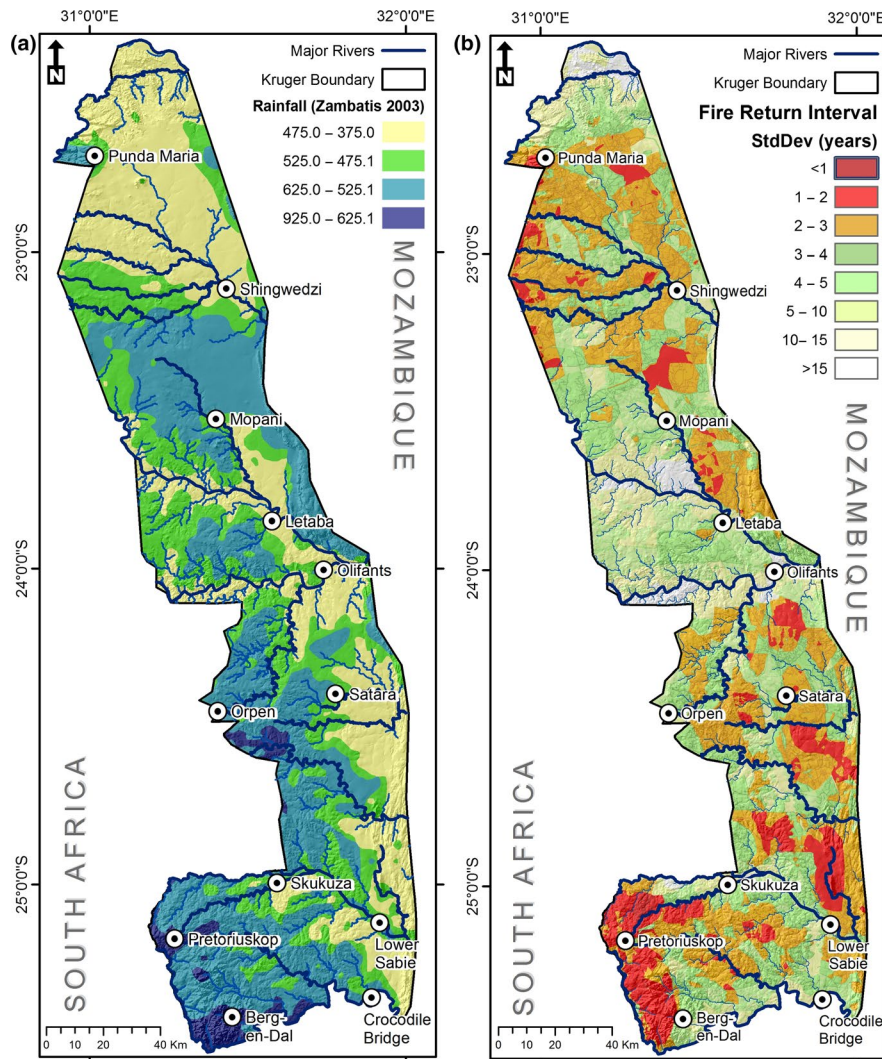 31°00'0"E
32°00'0"E
(a)
N
Major Rivers
Kruger Boundary
Rainfall (Zambatis 2003)
475.0 – 375.0
525.0 – 475.1
625.0 – 525.1
925.0 – 625.1
Punda Maria
23°0'0"S
Shingwedzi
MOZAMBIQUE
Mopani
Letaba
24°0'0"S
Olifants
Satara
Orpen
SOUTH AFRICA
25°0'0"S
Skukuza
Pretoriuskop
Lower
Sabie
Berg-
en-Dal
Crocodile
Bridge
0 10 20 40 Km
31°00'0"E
32°00'0"E
(b)
N
Major Rivers
Kruger Boundary
Fire Return Interval
StdDev (years)
<1
1 – 2
2 – 3
3 – 4
4 – 5
5 – 10
10– 15
>15
Punda Maria
23°0'0"S
Shingwedzi
MOZAMBIQUE
Mopani
Letaba
24°0'0"S
Olifants
Satara
Orpen
SOUTH AFRICA
25°0'0"S
Skukuza
Pretoriuskop
Lower
Sabie
Berg-
en-Dal
Crocodile
Bridge
0 10 20 40 Km